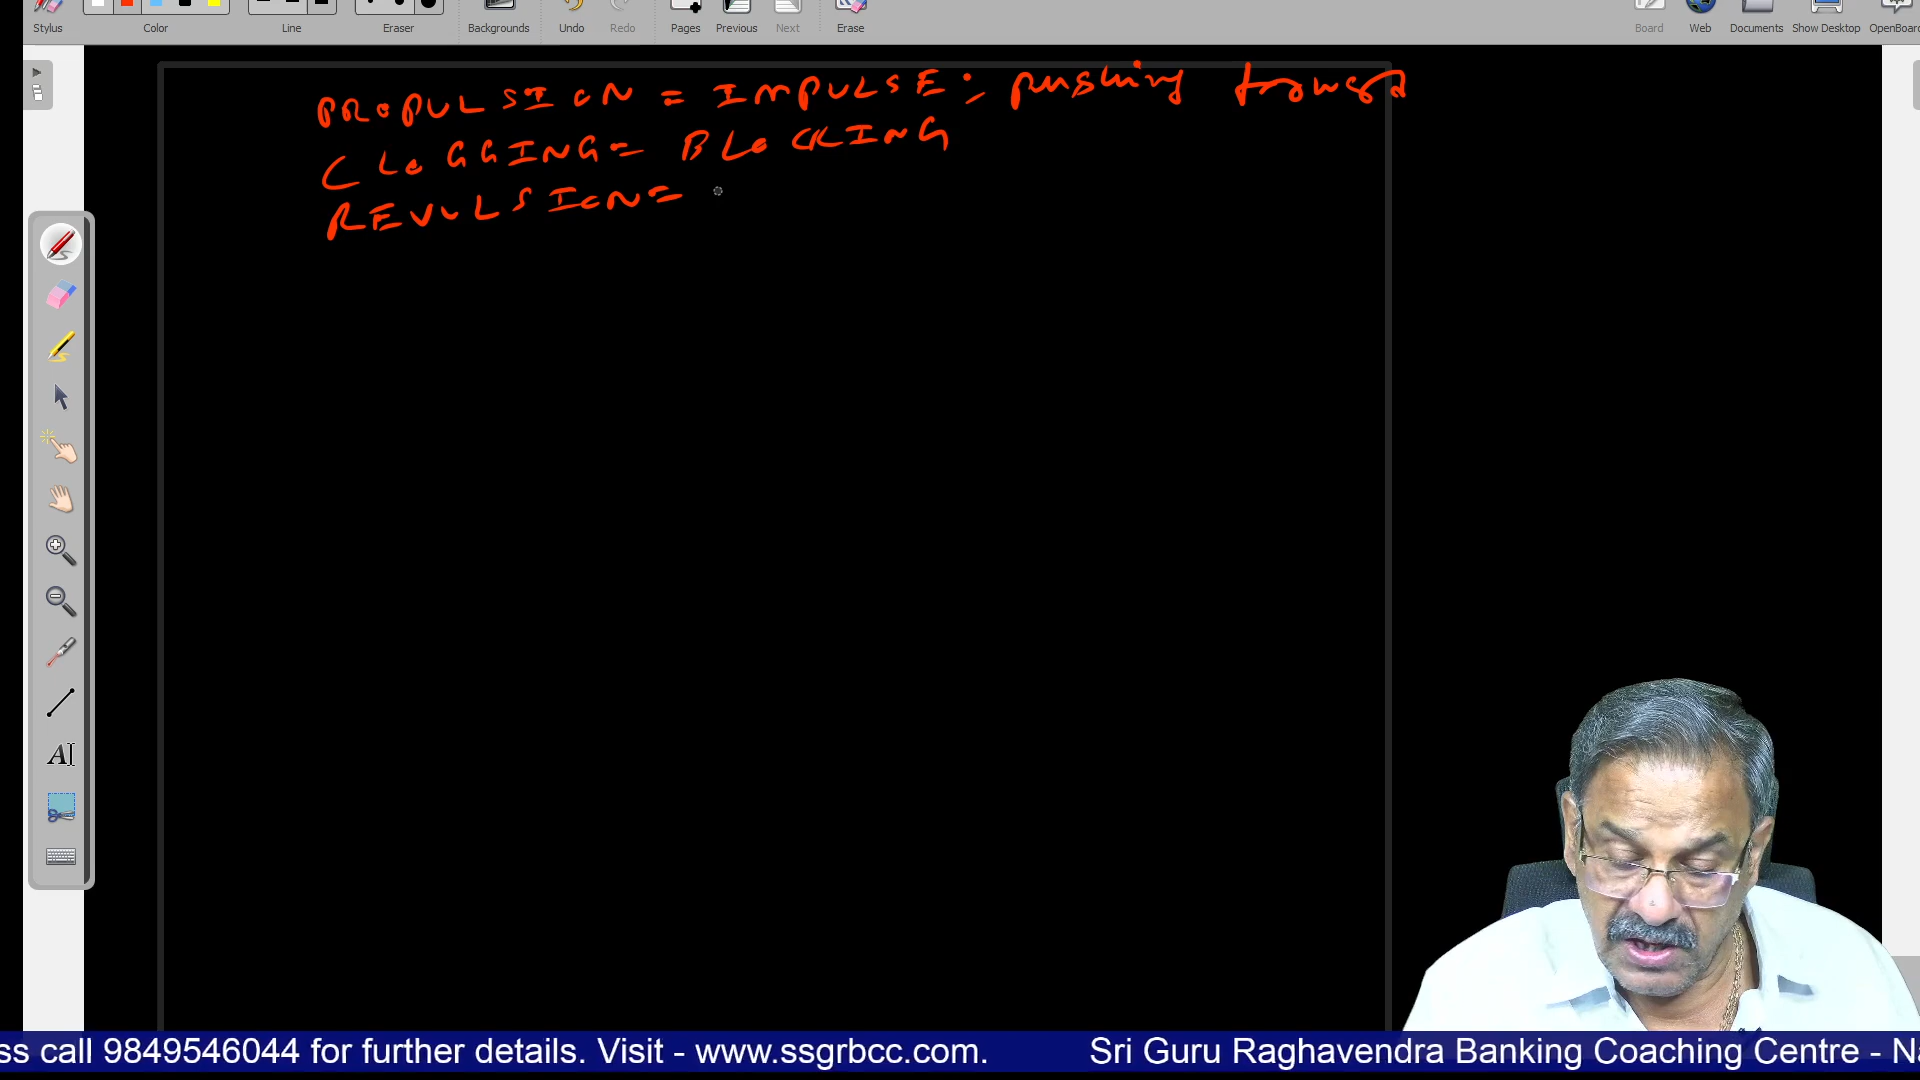 Stylus Color Line Eraser Backgrounds Undo Redo Pages Previous Next Erase Board Web Documents Show Desktop OpenBoard
PROPULSION = IMPULSE; pushing forward
CLOGGING = BLOCKING
REVULSION =
ss call 9849546044 for further details. Visit - www.ssgrbcc.com. Sri Guru Raghavendra Banking Coaching Centre - Na